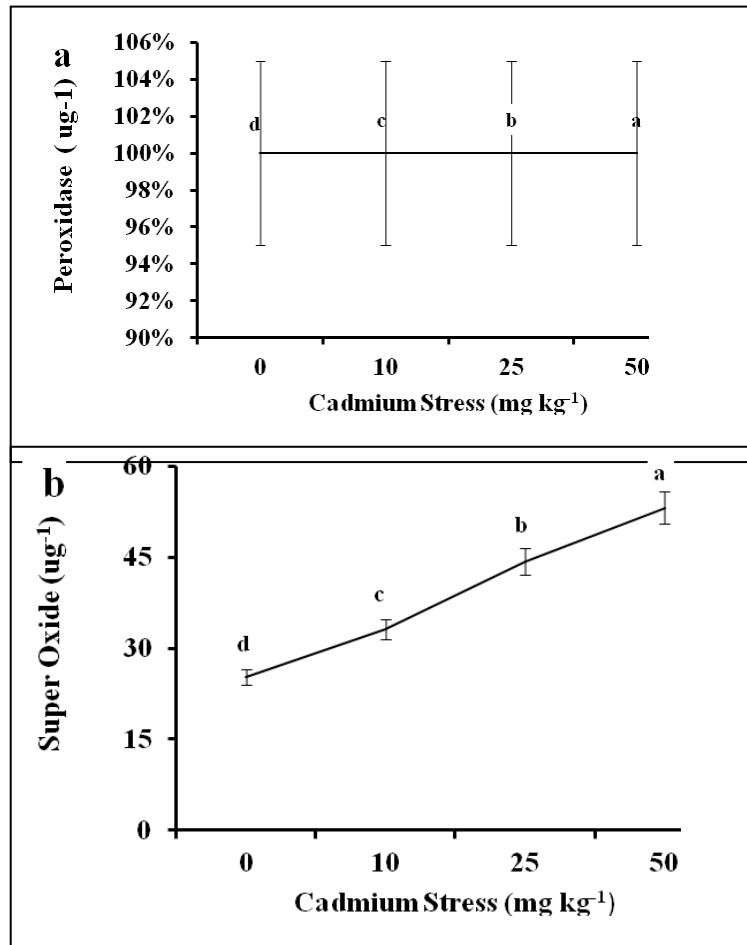 a
Peroxidase ( ug-1)
106%
104%
102%
100%
98%
96%
94%
92%
90%
d c b a
0 10 25 50
Cadmium Stress (mg kg⁻¹)
b
Super Oxide (ug⁻¹)
60
45
30
15
0
d c b a
0 10 25 50
Cadmium Stress (mg kg⁻¹)